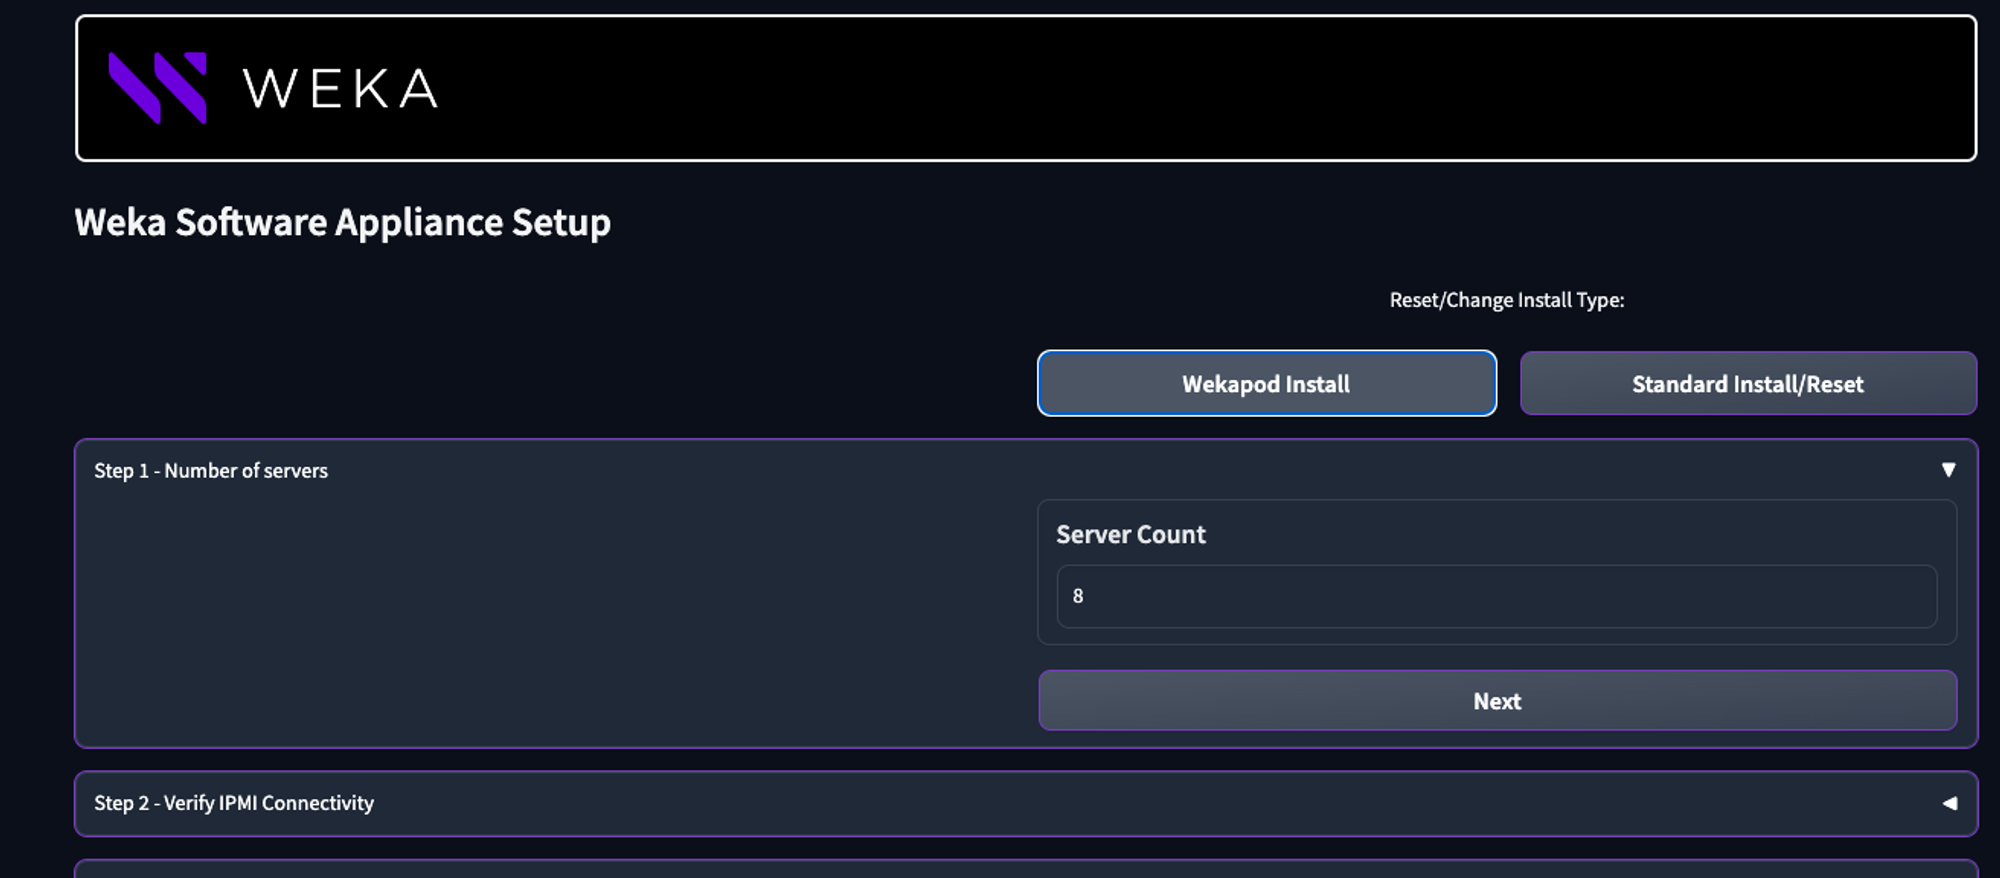 WEKA
Weka Software Appliance Setup
Reset/Change Install Type:
Wekapod Install
Standard Install/Reset
Step 1 - Number of servers
Server Count
8
Next
Step 2 - Verify IPMI Connectivity